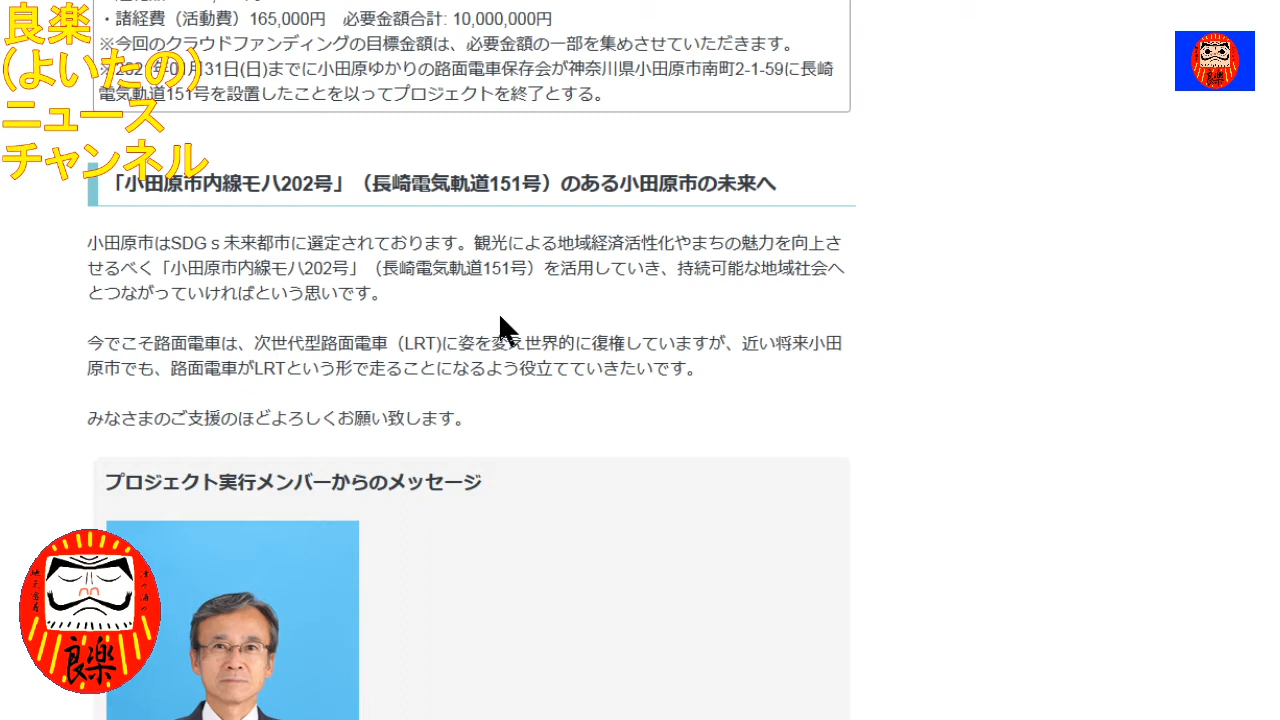 ・諸経費（活動費）165,000円　必要金額合計: 10,000,000円
※今回のクラウドファンディングの目標金額は、必要金額の一部を集めさせていただきます。
月31日(日)までに小田原ゆかりの路面電車保存会が神奈川県小田原市南町2-1-59に長崎
電気軌道151号を設置したことを以ってプロジェクトを終了とする。
良楽
(よいたの)
ニュース
チャンネル
「小田原市内線モハ202号」（長崎電気軌道151号）のある小田原市の未来へ
小田原市はSDGｓ未来都市に選定されております。観光による地域経済活性化やまちの魅力を向上さ
せるべく「小田原市内線モハ202号」（長崎電気軌道151号）を活用していき、持続可能な地域社会へ
とつながっていければという思いです。
今でこそ路面電車は、次世代型路面電車（LRT)に姿を変え世界的に復権していますが、近い将来小田
原市でも、路面電車がLRTという形で走ることになるよう役立てていきたいです。
みなさまのご支援のほどよろしくお願い致します。
プロジェクト実行メンバーからのメッセージ
良楽